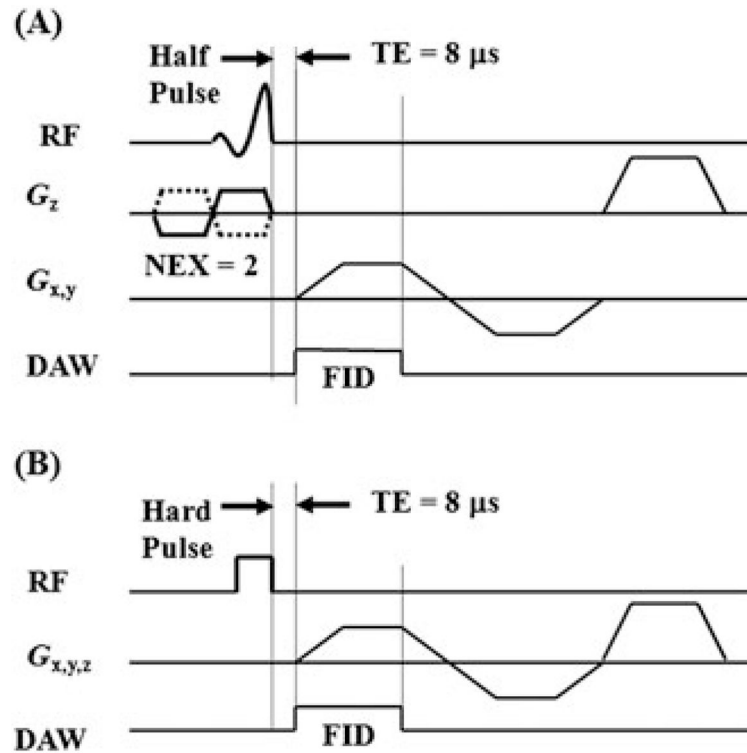 (A)
Half
Pulse
TE = 8 μs
RF
Gz
NEX = 2
Gx,y
DAW
FID
(B)
Hard
Pulse
TE = 8 μs
RF
Gx,y,z
DAW
FID